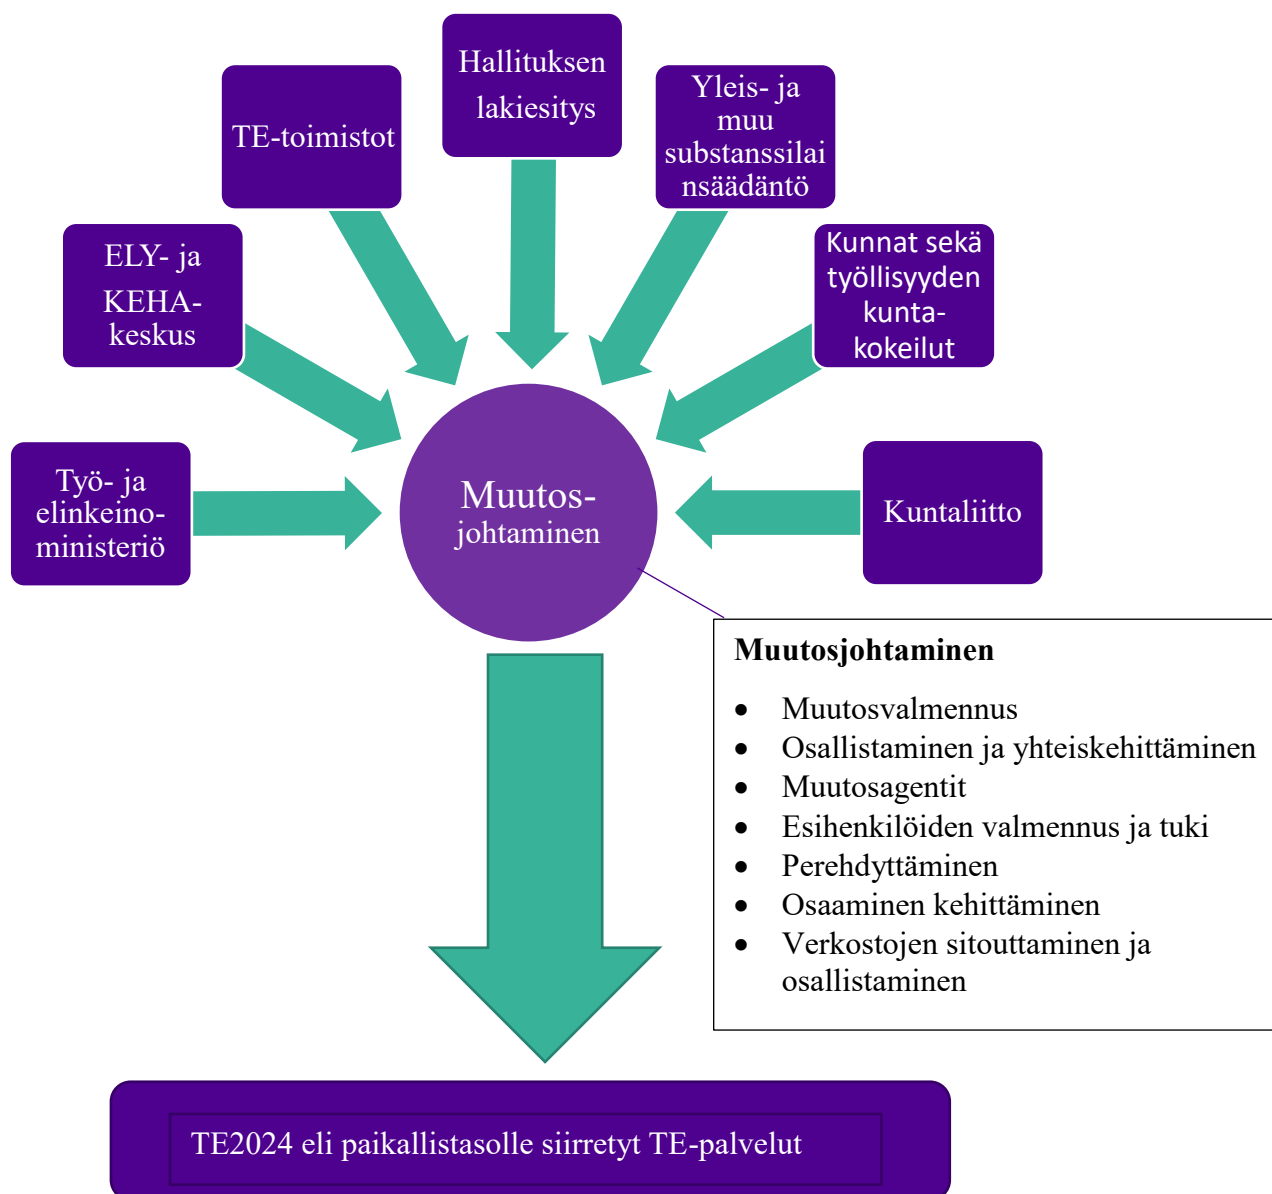 Hallituksen
lakiesitys
TE-toimistot
Yleis- ja
muu
substanssilai
nsäädäntö
ELY- ja
KEHA-
keskus
Kunnat sekä
työllisyyden
kunta-
kokeilut
Työ- ja
elinkeino-
ministeriö
Muutos-
johtaminen
Kuntaliitto
Muutosjohtaminen
• Muutosvalmennus
• Osallistaminen ja yhteiskehittäminen
• Muutosagentit
• Esihenkilöiden valmennus ja tuki
• Perehdyttäminen
• Osaaminen kehittäminen
• Verkostojen sitouttaminen ja
osallistaminen
TE2024 eli paikallistasolle siirretyt TE-palvelut